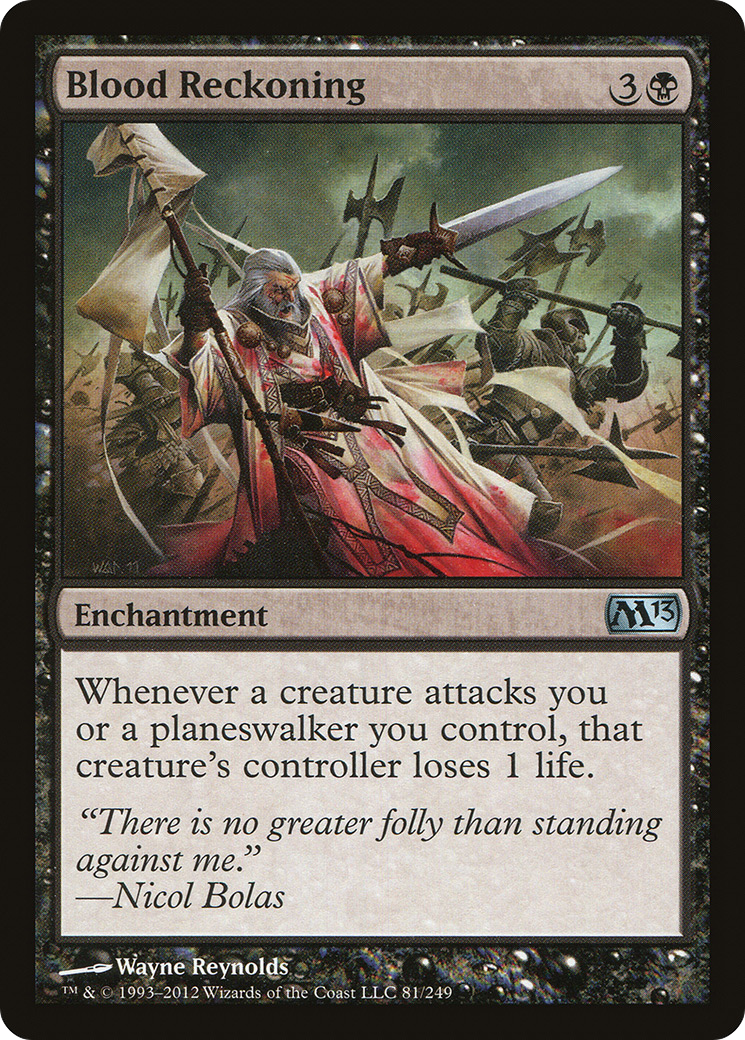 Blood Reckoning 3
WAR 11
Enchantment M13
Whenever a creature attacks you
or a planeswalker you control, that
creature's controller loses 1 life.
“There is no greater folly than standing
against me.”
—Nicol Bolas
Wayne Reynolds
™ & © 1993–2012 Wizards of the Coast LLC 81/249